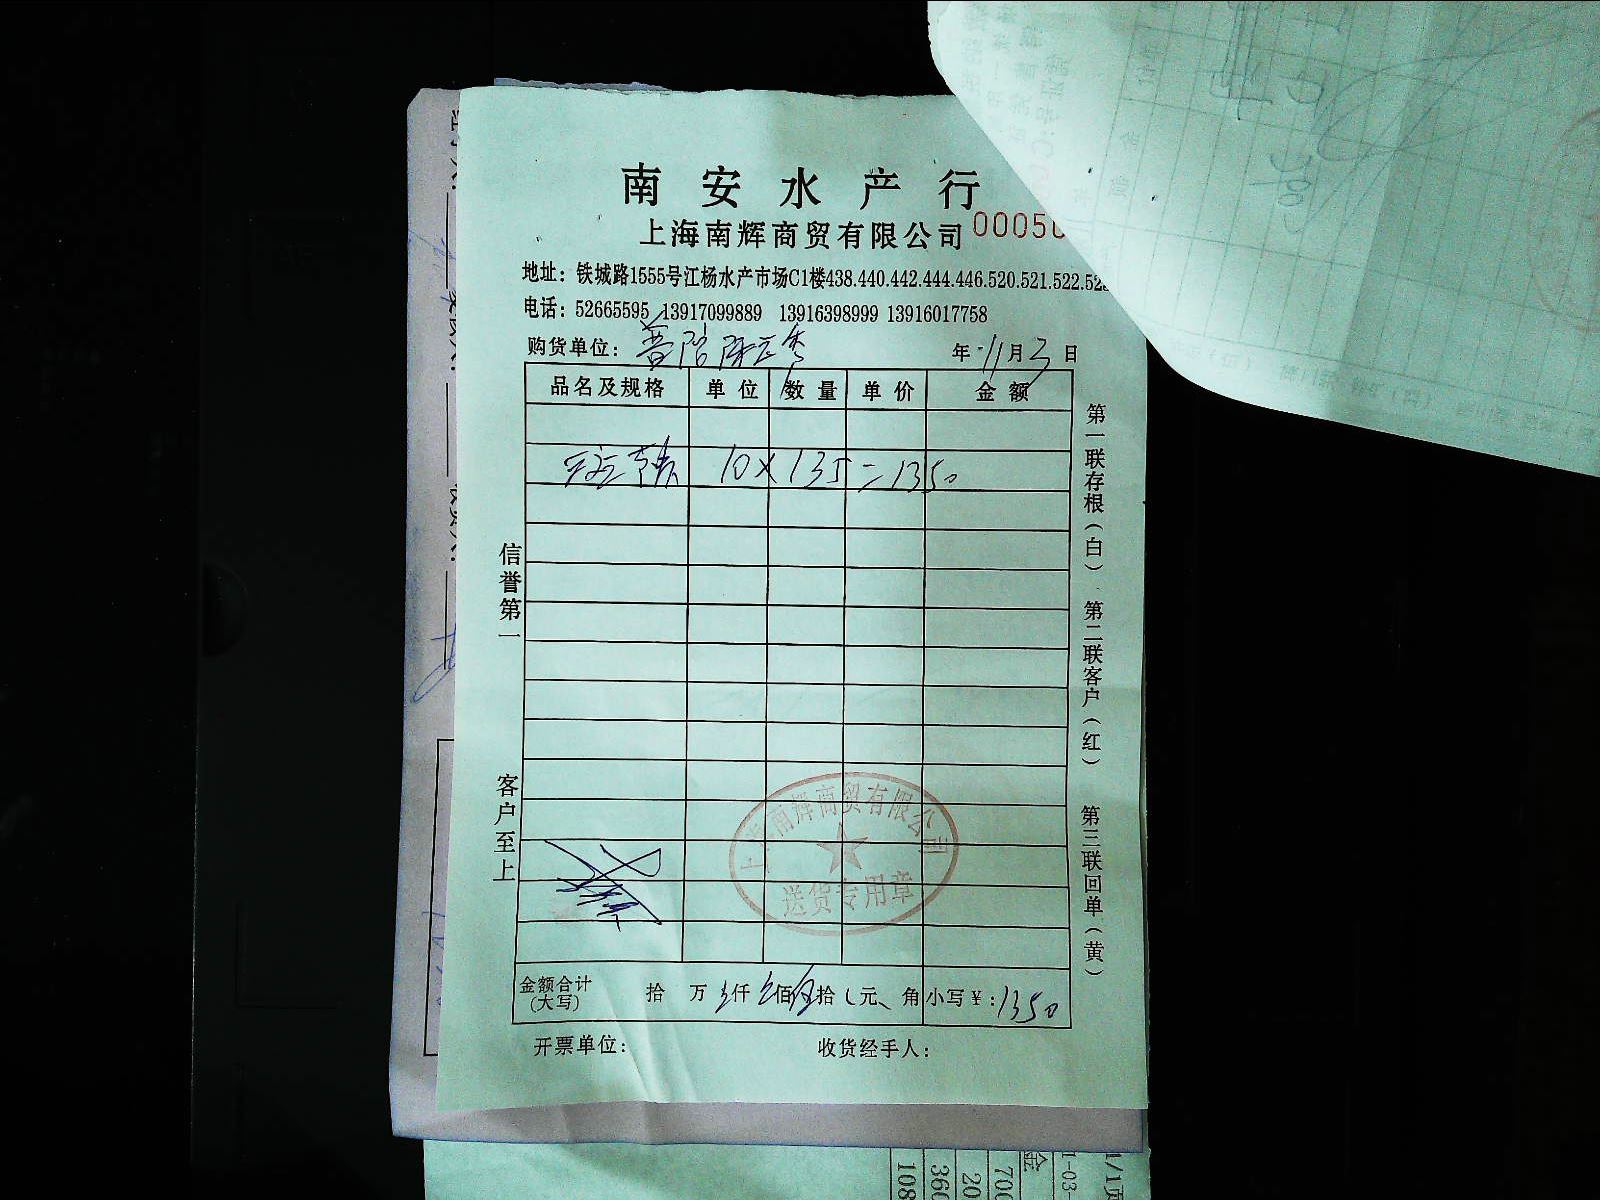 南安水产行
上海南辉商贸有限公司 00050
地址：铁城路1555号江杨水产市场C1楼438.440.442.444.446.520.521.522.52
电话：52665595 13917099889 13916398999 13916017758
购货单位：普陀 年 11月3日
品名及规格 单位 数量 单价 金额
10×135=1350
信誉第一
客户至上
第一联存根（白） 第二联客户（红） 第三联回单（黄）
上海南辉商贸有限公司
送货专用章
金额合计（大写） 拾 万 仟 佰伍拾 元 角 小写￥:1350
开票单位： 收货经手人：